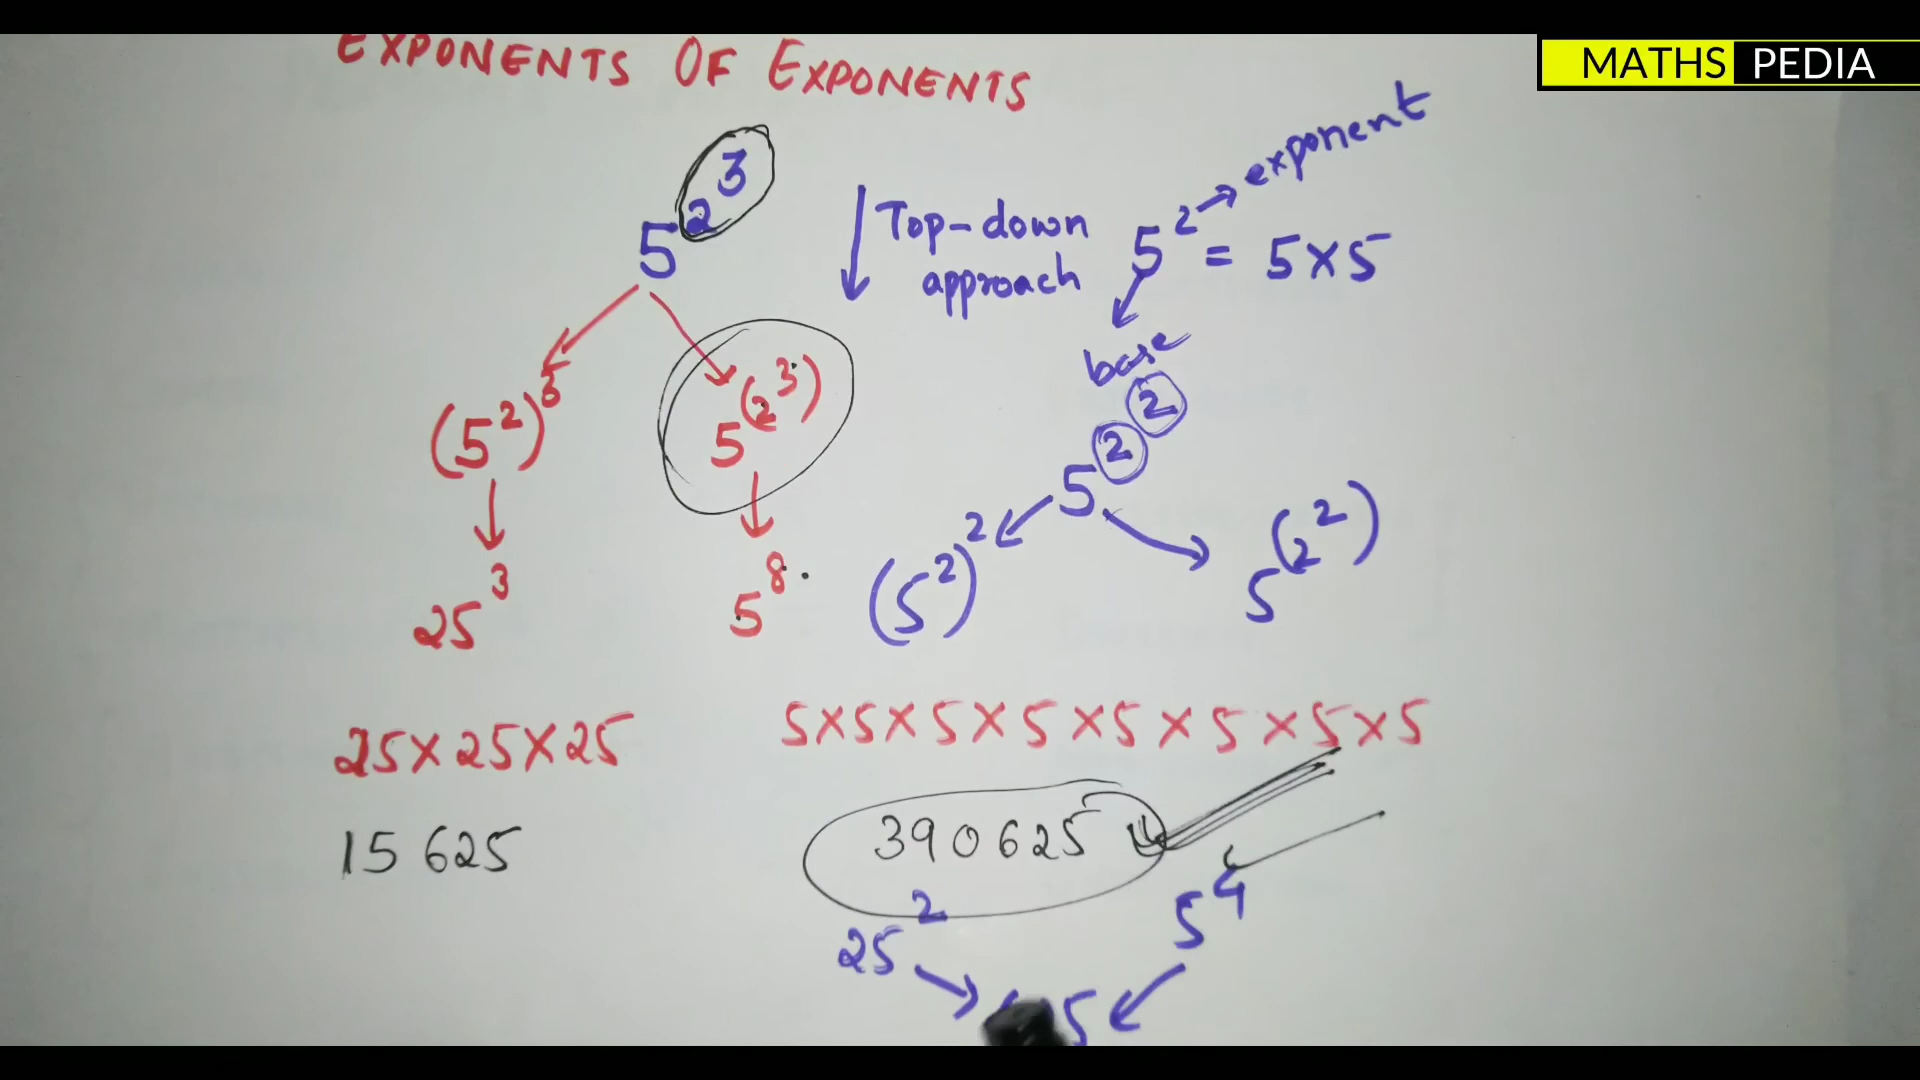 MATHS PEDIA
EXPONENTS OF EXPONENTS
5^2^3
Top-down
approach
5^2 → exponent
= 5×5
base
(5^2)^3
5^(2^3)
5^2^2
(5^2)^2
5^(2^2)
25^3
5^8
25×25×25
5×5×5×5×5×5×5×5
15 625
390625
25^2
5^4